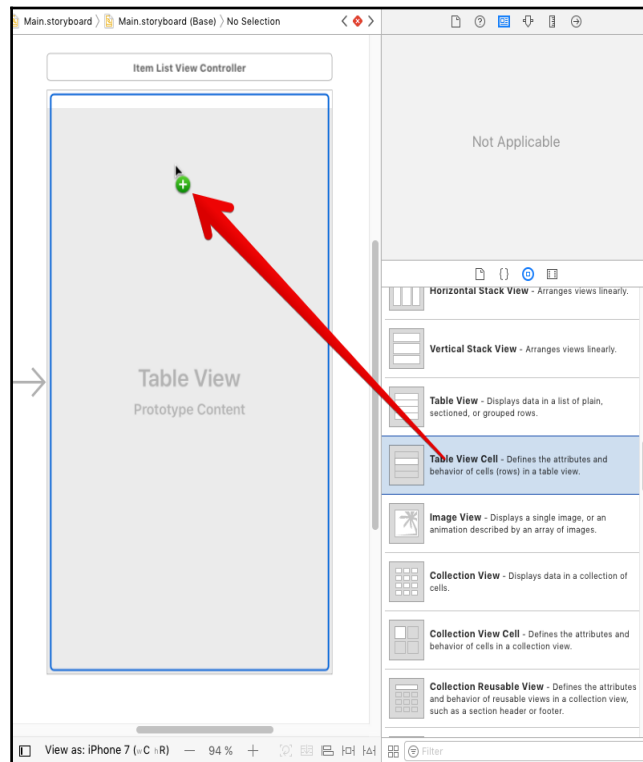 Main.storyboard 〉 Main.storyboard (Base) 〉 No Selection
Item List View Controller
Table View
Prototype Content
View as: iPhone 7 (wC hR) — 94 % +
Not Applicable
{}
Horizontal Stack View - Arranges views linearly.
Vertical Stack View - Arranges views linearly.
Table View - Displays data in a list of plain,
sectioned, or grouped rows.
Table View Cell - Defines the attributes and
behavior of cells (rows) in a table view.
Image View - Displays a single image, or an
animation described by an array of images.
Collection View - Displays data in a collection of
cells.
Collection View Cell - Defines the attributes and
behavior of cells in a collection view.
Collection Reusable View - Defines the attributes
and behavior of reusable views in a collection view,
such as a section header or footer.
Filter